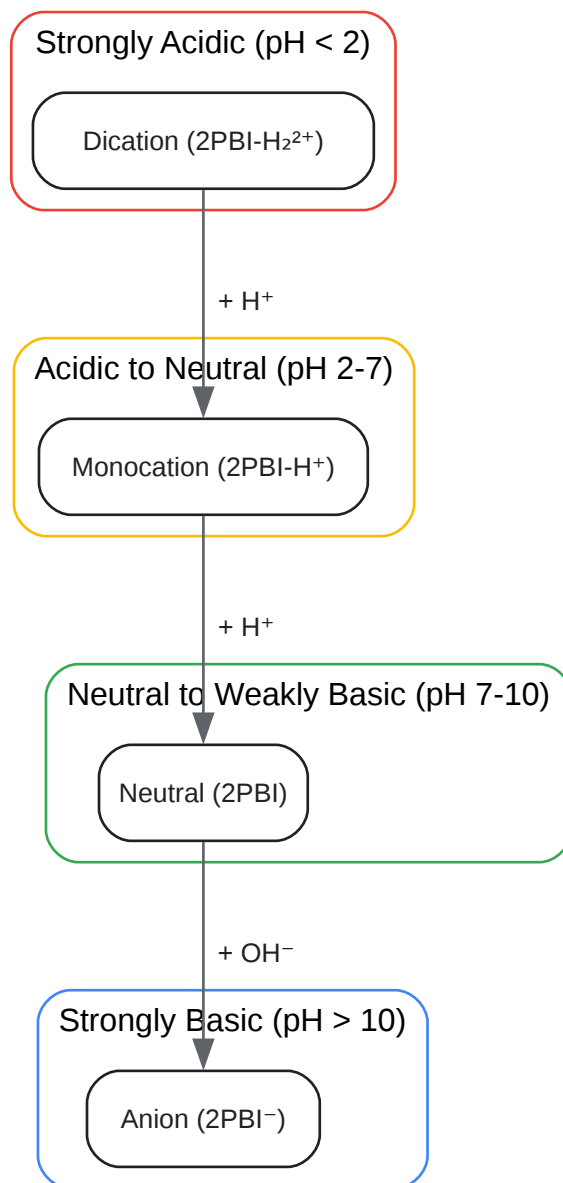 Strongly Acidic (pH < 2)
Dication (2PBI-H₂²⁺)
+ H⁺
Acidic to Neutral (pH 2-7)
Monocation (2PBI-H⁺)
+ H⁺
Neutral to Weakly Basic (pH 7-10)
Neutral (2PBI)
+ OH⁻
Strongly Basic (pH > 10)
Anion (2PBI⁻)